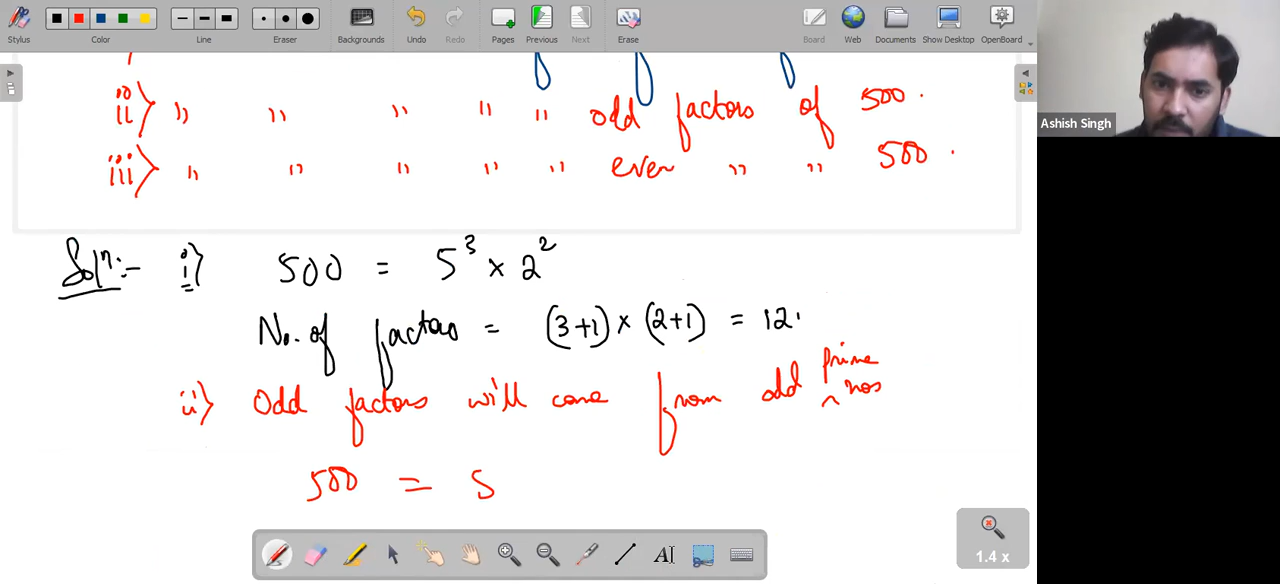 Stylus
Color
Line
Eraser
Backgrounds
Undo
Redo
Pages
Previous
Next
Erase
Board
Web
Documents
Show Desktop
OpenBoard
Ashish Singh
ii) " " " " " odd factors of 500.
iii) " " " " " even " " 500.
Soln:- i) 500 = 5³ × 2²
No. of factors = (3+1) × (2+1) = 12.
ii) Odd factors will come from odd prime nos
500 = 5
1.4 x